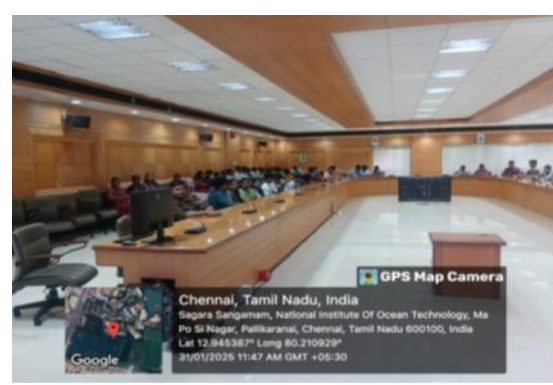 GPS Map Camera
Chennai, Tamil Nadu, India
Sagara Sangamam, National Institute Of Ocean Technology, Ma
Po Si Nagar, Pallikaranai, Chennai, Tamil Nadu 600100, India
Lat 12.945387° Long 80.210929°
31/01/2025 11:47 AM GMT +05:30
Google